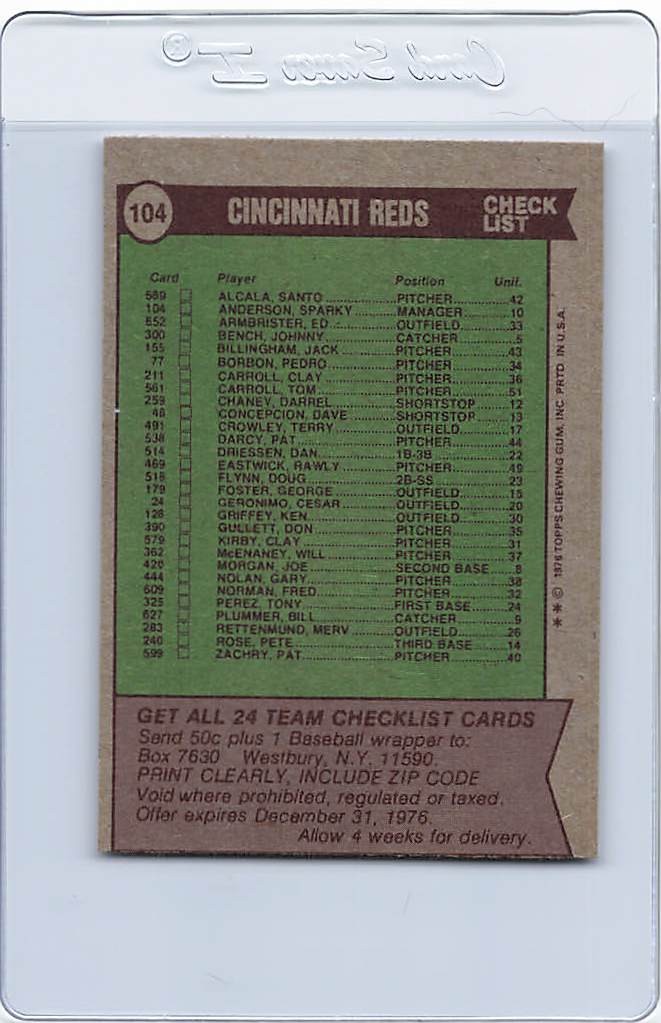 Card Saver II ®
104 CINCINNATI REDS CHECK LIST
Card Player Position Unif.
589 ALCALA, SANTO PITCHER 42
104 ANDERSON, SPARKY MANAGER 10
652 ARMBRISTER, ED OUTFIELD 33
300 BENCH, JOHNNY CATCHER 5
155 BILLINGHAM, JACK PITCHER 43
77 BORBON, PEDRO PITCHER 34
211 CARROLL, CLAY PITCHER 36
561 CARROLL, TOM PITCHER 51
259 CHANEY, DARREL SHORTSTOP 12
48 CONCEPCION, DAVE SHORTSTOP 13
491 CROWLEY, TERRY OUTFIELD 17
538 DARCY, PAT PITCHER 44
514 DRIESSEN, DAN 1B-3B 22
469 EASTWICK, RAWLY PITCHER 49
518 FLYNN, DOUG 2B-SS 23
179 FOSTER, GEORGE OUTFIELD 15
24 GERONIMO, CESAR OUTFIELD 20
128 GRIFFEY, KEN OUTFIELD 30
390 GULLETT, DON PITCHER 35
579 KIRBY, CLAY PITCHER 31
362 McENANEY, WILL PITCHER 37
420 MORGAN, JOE SECOND BASE 8
444 NOLAN, GARY PITCHER 38
609 NORMAN, FRED PITCHER 32
325 PEREZ, TONY FIRST BASE 24
627 PLUMMER, BILL CATCHER 9
283 RETTENMUND, MERV OUTFIELD 26
240 ROSE, PETE THIRD BASE 14
599 ZACHRY, PAT PITCHER 40
* * © 1976 TOPPS CHEWING GUM, INC. PRTD. IN U.S.A.
GET ALL 24 TEAM CHECKLIST CARDS
Send 50c plus 1 Baseball wrapper to:
Box 7630 Westbury, N.Y. 11590.
PRINT CLEARLY, INCLUDE ZIP CODE
Void where prohibited, regulated or taxed.
Offer expires December 31, 1976.
Allow 4 weeks for delivery.